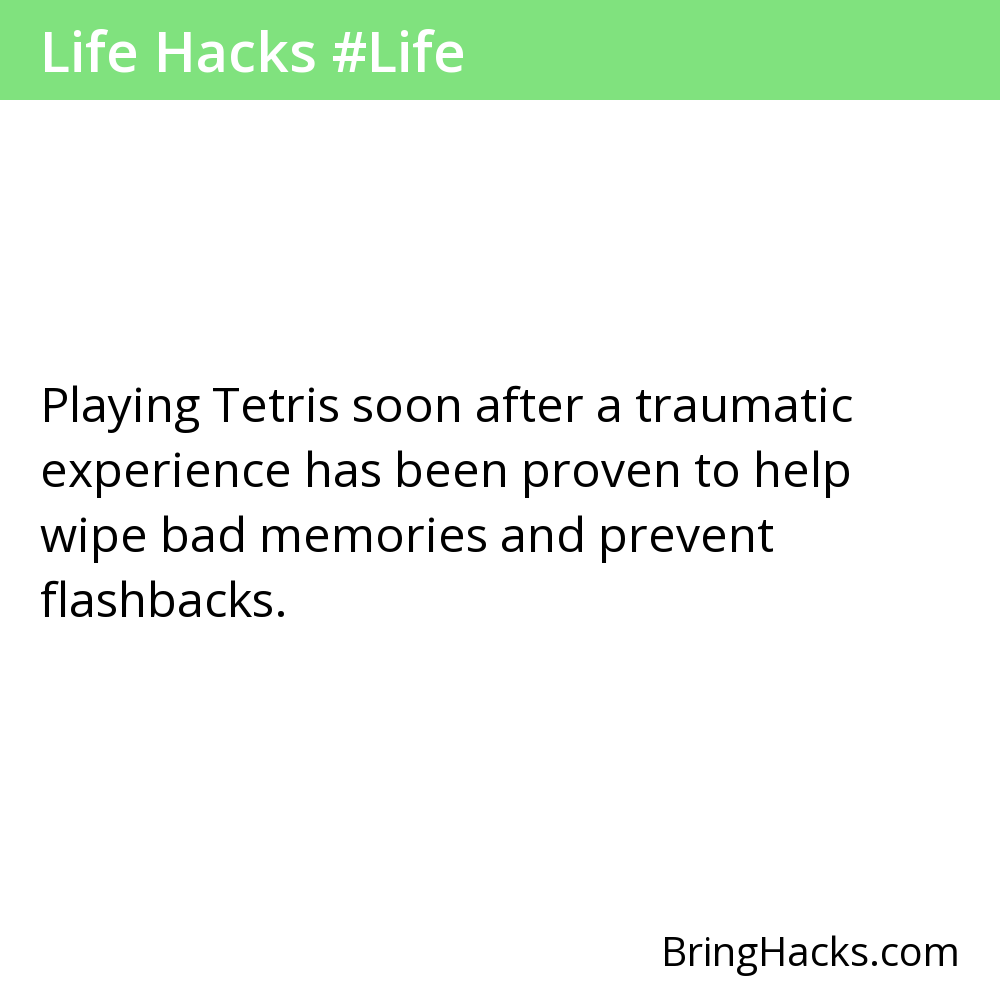 Life Hacks #Life
Playing Tetris soon after a traumatic
experience has been proven to help
wipe bad memories and prevent
flashbacks.
BringHacks.com